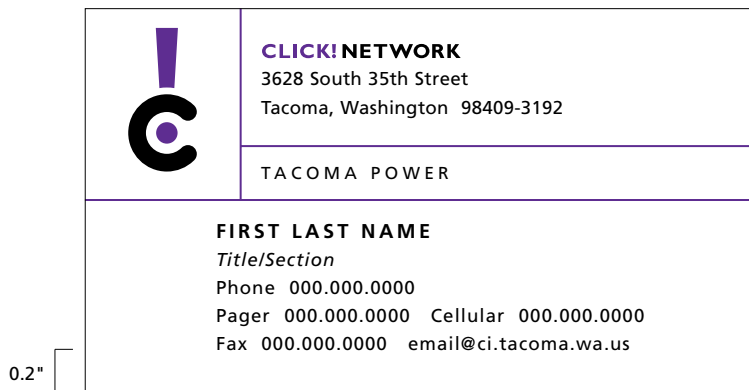 CLICK! NETWORK
3628 South 35th Street
Tacoma, Washington 98409-3192
TACOMA POWER
FIRST LAST NAME
Title/Section
Phone 000.000.0000
Pager 000.000.0000 Cellular 000.000.0000
Fax 000.000.0000 email@ci.tacoma.wa.us
0.2"